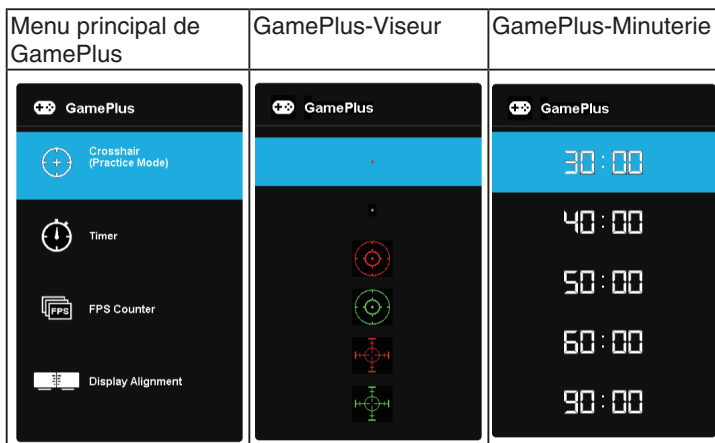 Menu principal de
GamePlus
GamePlus-Viseur
GamePlus-Minuterie
GamePlus
Crosshair
(Practice Mode)
Timer
FPS
FPS Counter
Display Alignment
GamePlus
GamePlus
30:00
40:00
50:00
60:00
90:00